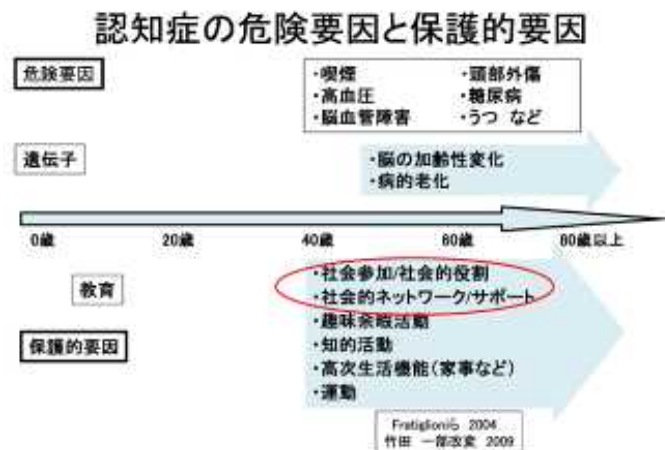 認知症の危険要因と保護的要因
危険要因
・喫煙 ・頭部外傷
・高血圧 ・糖尿病
・脳血管障害 ・うつ など
遺伝子
・脳の加齢性変化
・病的老化
0歳 20歳 40歳 60歳 80歳以上
教育
・社会参加/社会的役割
・社会的ネットワーク/サポート
・趣味余暇活動
保護的要因
・知的活動
・高次生活機能(家事など)
・運動
Fratiglioniら 2004
竹田 一部改変 2009